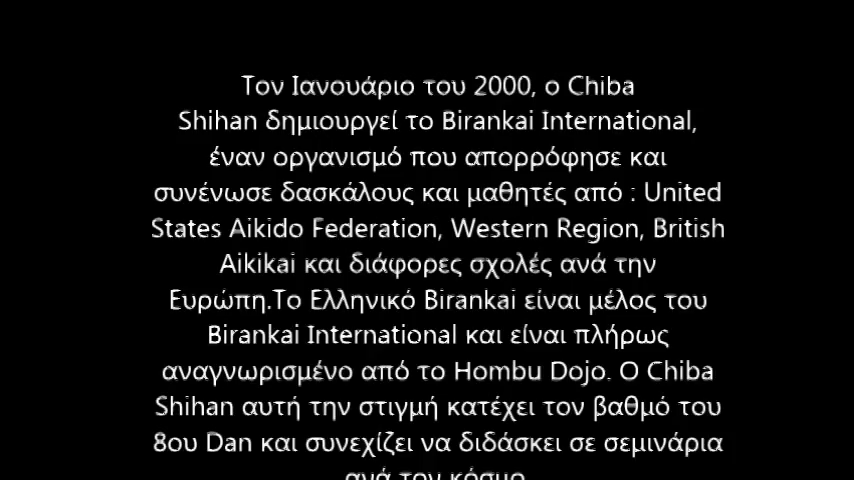 Τον Ιανουάριο του 2000, ο Chiba
Shihan δημιουργεί το Birankai International,
έναν οργανισμό που απορρόφησε και
συνένωσε δασκάλους και μαθητές από : United
States Aikido Federation, Western Region, British
Aikikai και διάφορες σχολές ανά την
Ευρώπη.Το Ελληνικό Birankai είναι μέλος του
Birankai International και είναι πλήρως
αναγνωρισμένο από το Hombu Dojo. Ο Chiba
Shihan αυτή την στιγμή κατέχει τον βαθμό του
8ου Dan και συνεχίζει να διδάσκει σε σεμινάρια
ανά τον κόσμο